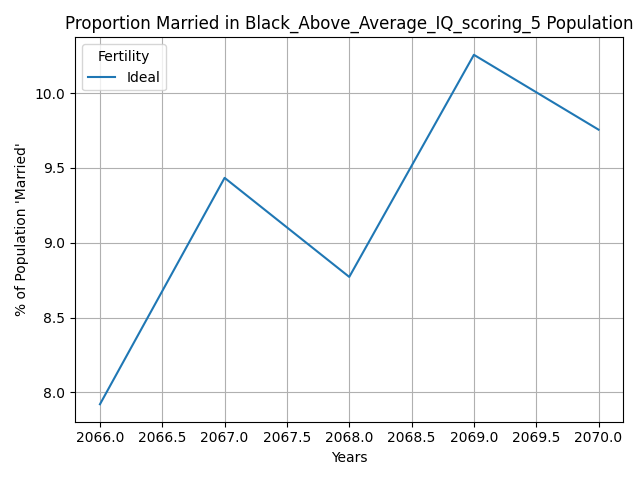 Proportion Married in Black_Above_Average_IQ_scoring_5 Population
Fertility
Ideal
% of Population 'Married'
10.0
9.5
9.0
8.5
8.0
2066.0 2066.5 2067.0 2067.5 2068.0 2068.5 2069.0 2069.5 2070.0
Years